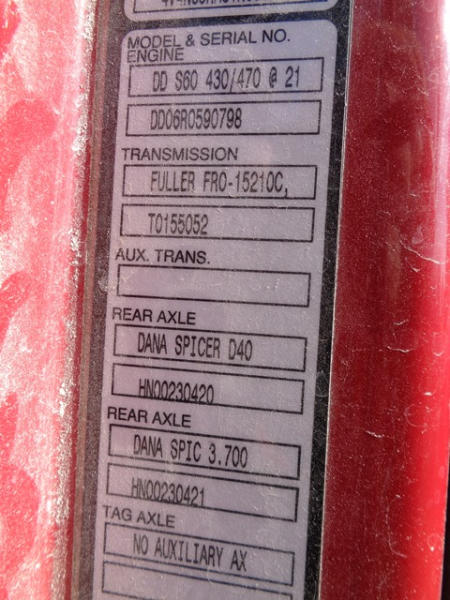 MODEL & SERIAL NO.
ENGINE
DD S60 430/470 @ 21
DD06R0590798
TRANSMISSION
FULLER FRO-15210C,
T0155052
AUX. TRANS.
REAR AXLE
DANA SPICER D40
HN00230420
REAR AXLE
DANA SPIC 3.700
HN00230421
TAG AXLE
NO AUXILIARY AX